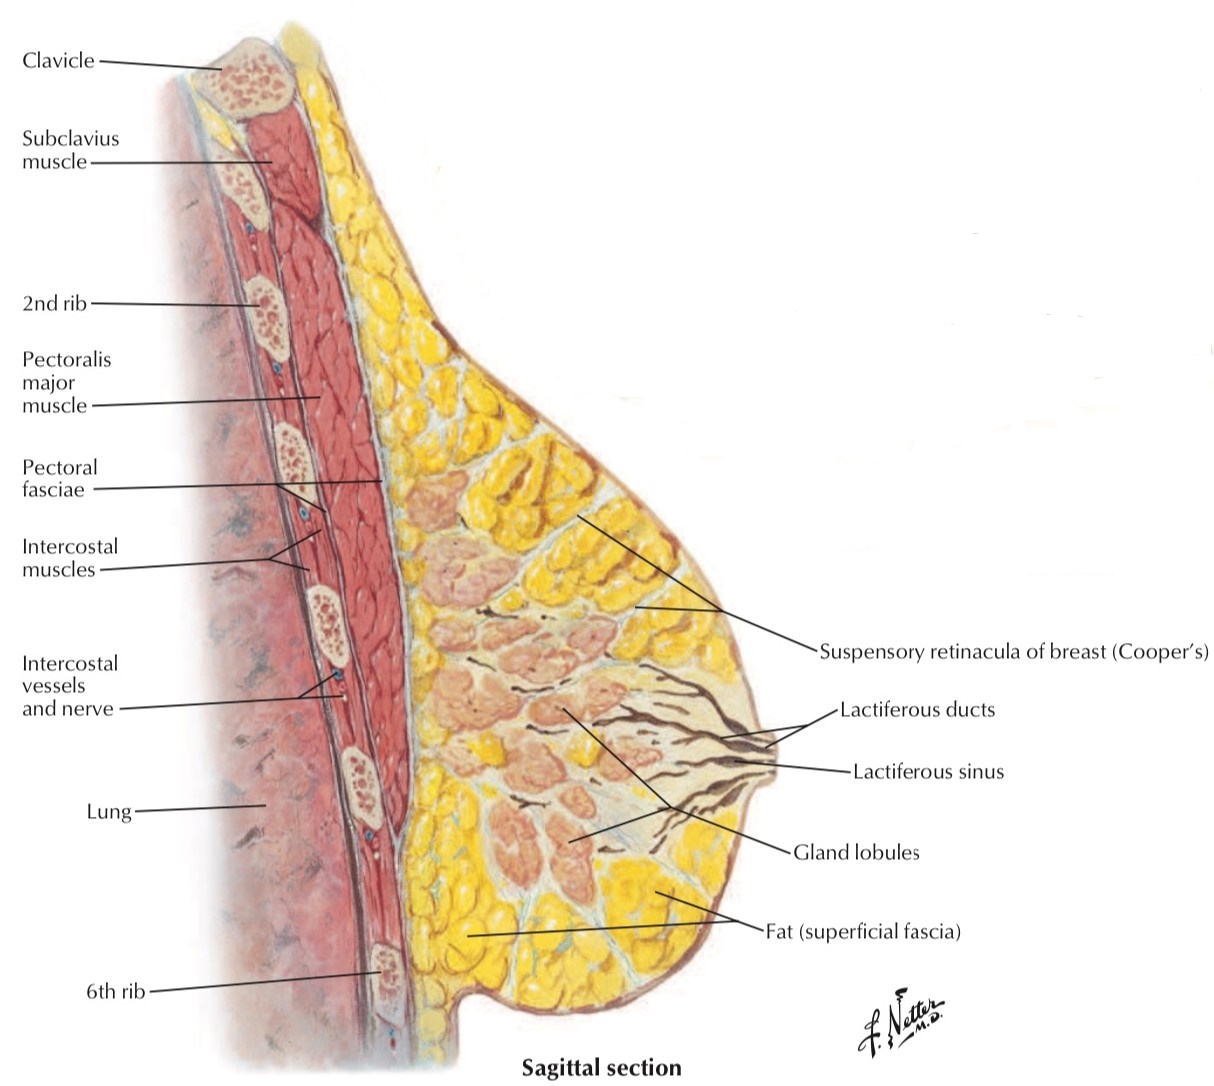 Clavicle
Subclavius
muscle
2nd rib
Pectoralis
major
muscle
Pectoral
fasciae
Intercostal
muscles
Intercostal
vessels
and nerve
Lung
6th rib
Suspensory retinacula of breast (Cooper's)
Lactiferous ducts
Lactiferous sinus
Gland lobules
Fat (superficial fascia)
F. Netter
M.D.
Sagittal section